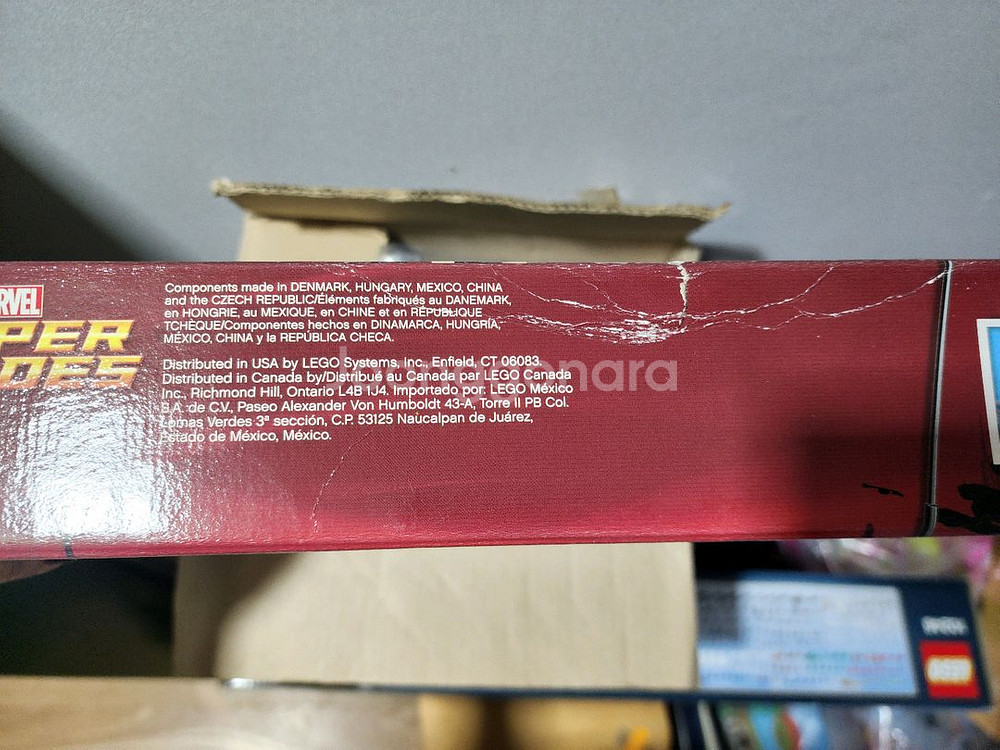 RVEL
PER
OES
Components made in DENMARK, HUNGARY, MEXICO, CHINA
and the CZECH REPUBLIC/Éléments fabriqués au DANEMARK,
en HONGRIE, au MEXIQUE, en CHINE et en RÉPUBLIQUE
TCHÈQUE/Componentes hechos en DINAMARCA, HUNGRÍA,
MÉXICO, CHINA y la REPÚBLICA CHECA.
Distributed in USA by LEGO Systems, Inc. Enfield, CT 06083.
Distributed in Canada by/Distribué au Canada par LEGO Canada
Inc., Richmond Hill, Ontario L4B 1J4. Importado por: LEGO México
S.A. de C.V., Paseo Alexander Von Humboldt 43-A, Torre II PB Col.
Lomas Verdes 3ª sección, C.P. 53125 Naucalpan de Juárez,
Estado de México, México.
LEGO